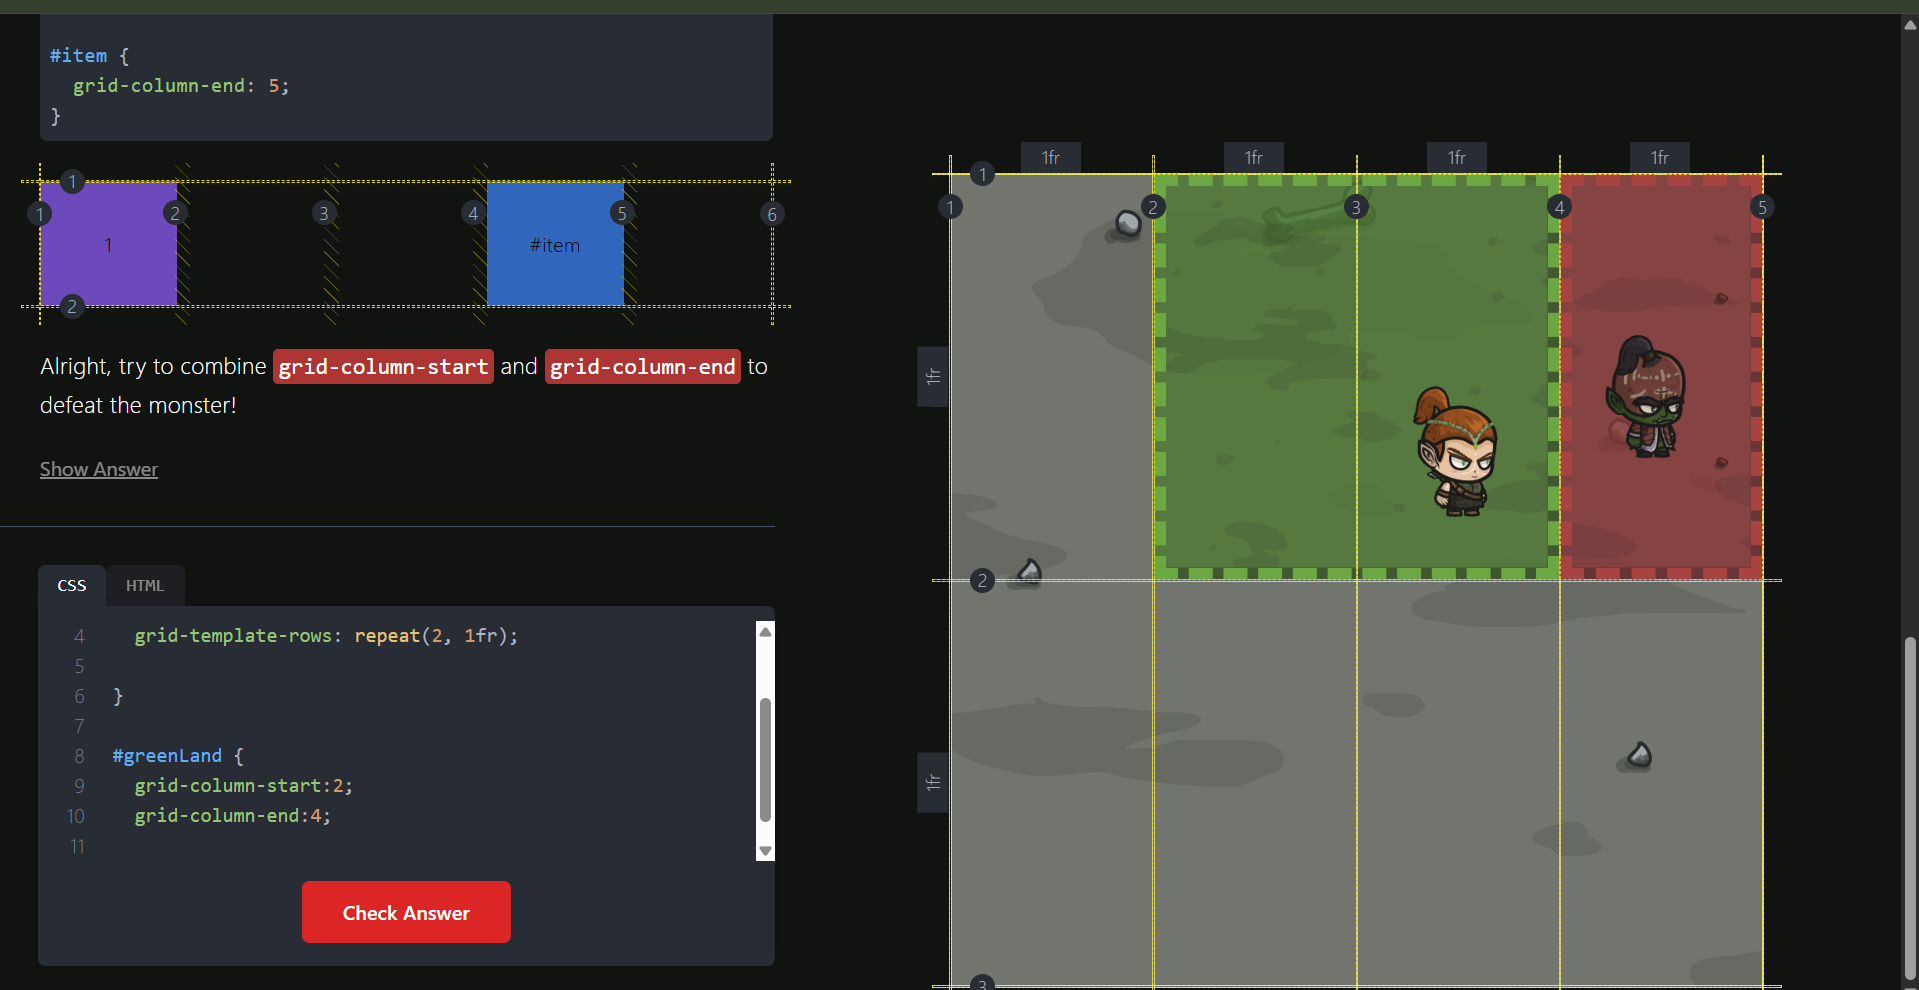 #item {
grid-column-end: 5;
}
1
1
2
3
4
5
6
1
#item
2
Alright, try to combine grid-column-start and grid-column-end to
defeat the monster!
Show Answer
CSS HTML
4 grid-template-rows: repeat(2, 1fr);
5
6 }
7
8 #greenLand {
9 grid-column-start:2;
10 grid-column-end:4;
11
Check Answer
1fr 1fr 1fr 1fr
1
1 2 3 4 5
1fr
2
1fr
3